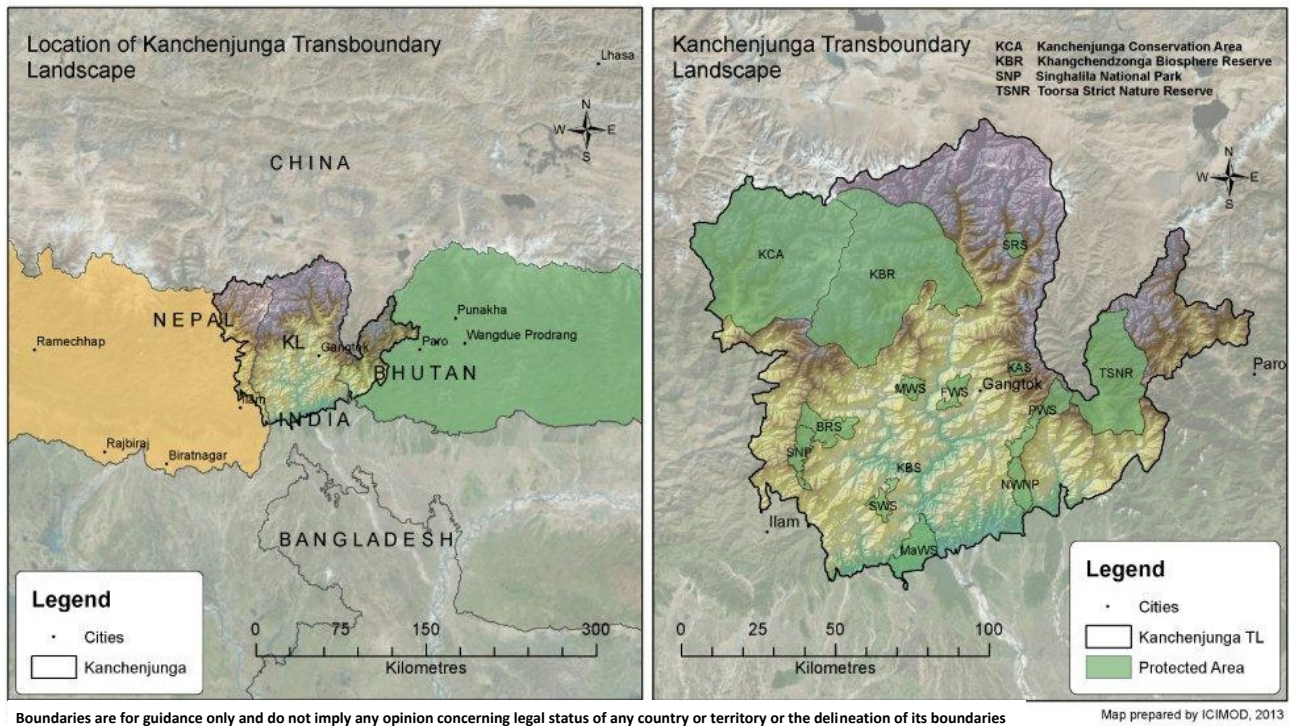 Location of Kanchenjunga Transboundary
Landscape
Lhasa
N
W E
S
CHINA
NEPAL
Ramechhap
KL
Gangtok
Punakha
Wangdue Prodrang
Paro
BHUTAN
Ilam
INDIA
Rajbiraj
Biratnagar
BANGLADESH
Legend
Cities
Kanchenjunga
0 75 150 300
Kilometres
Kanchenjunga Transboundary
Landscape
KCA Kanchenjunga Conservation Area
KBR Khangchendzonga Biosphere Reserve
SNP Singhalila National Park
TSNR Toorsa Strict Nature Reserve
N
W E
S
KCA
KBR
SRS
KAS
TSNR
Paro
MWS
FWS
Gangtok
PWS
BRS
SNP
KBS
NWNP
SWS
Ilam
MaWS
Legend
Cities
Kanchenjunga TL
Protected Area
0 25 50 100
Kilometres
Boundaries are for guidance only and do not imply any opinion concerning legal status of any country or territory or the delineation of its boundaries
Map prepared by ICIMOD, 2013